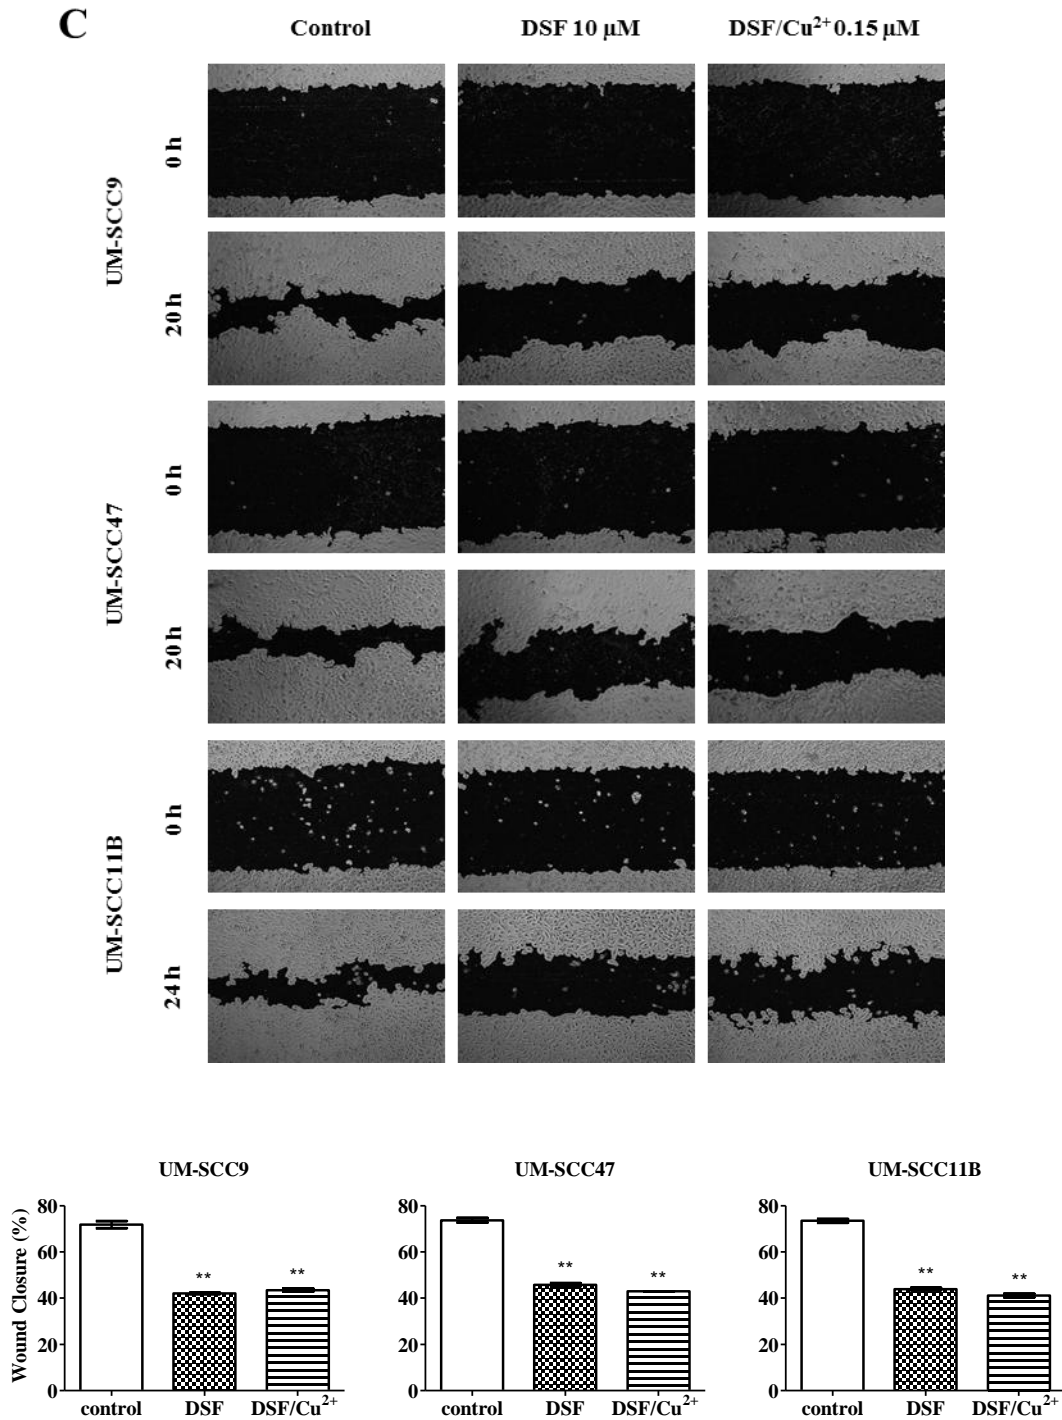 C
Control DSF 10 µM DSF/Cu²⁺ 0.15 µM
UM-SCC9
0 h
20 h
UM-SCC47
0 h
20 h
UM-SCC11B
0 h
24 h
UM-SCC9 UM-SCC47 UM-SCC11B
Wound Closure (%)
80 80 80
** ** ** ** ** **
60 60 60
40 40 40
20 20 20
0 0 0
control DSF DSF/Cu²⁺ control DSF DSF/Cu²⁺ control DSF DSF/Cu²⁺